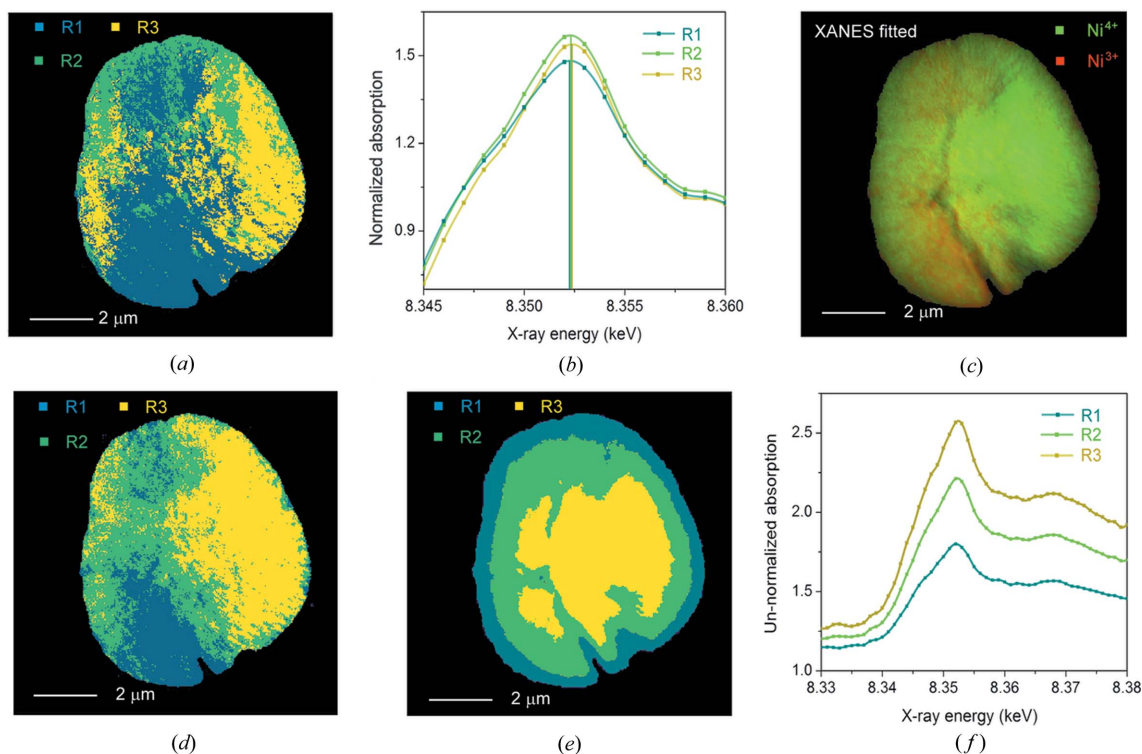 R1 R3
R2
2 μm
(a)
Normalized absorption
1.5
1.2
0.9
8.345 8.350 8.355 8.360
X-ray energy (keV)
R1
R2
R3
(b)
XANES fitted
Ni⁴⁺
Ni³⁺
2 μm
(c)
R1 R3
R2
2 μm
(d)
R1 R3
R2
2 μm
(e)
Un-normalized absorption
2.5
2.0
1.5
1.0
8.33 8.34 8.35 8.36 8.37 8.38
X-ray energy (keV)
R1
R2
R3
(f)